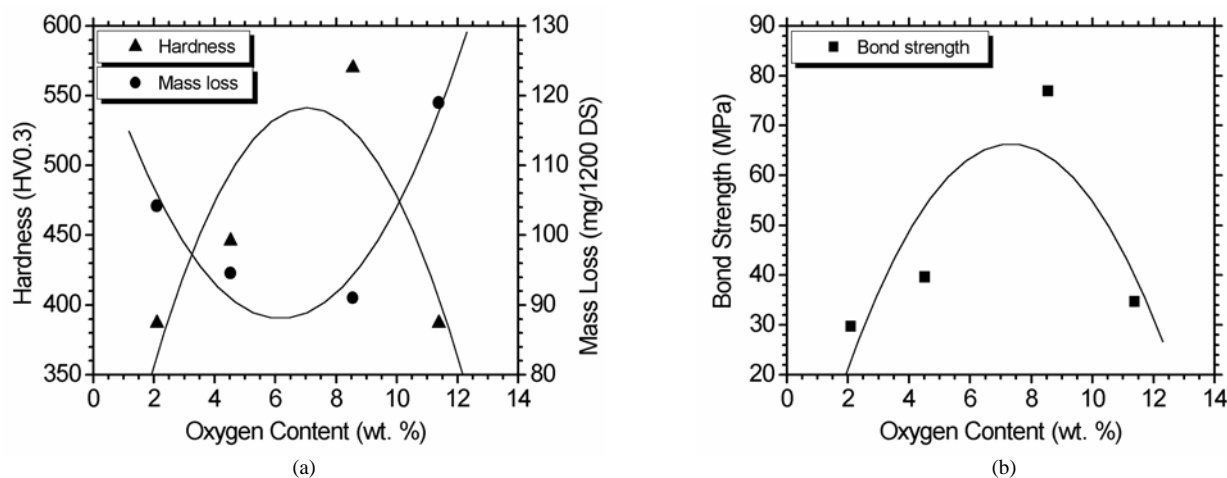 600
550
500
450
400
350
Hardness (HV0.3)
Hardness
Mass loss
130
120
110
100
90
80
Mass Loss (mg/1200 DS)
0 2 4 6 8 10 12 14
Oxygen Content (wt. %)
(a)
90
80
70
60
50
40
30
20
Bond Strength (MPa)
Bond strength
0 2 4 6 8 10 12 14
Oxygen Content (wt. %)
(b)